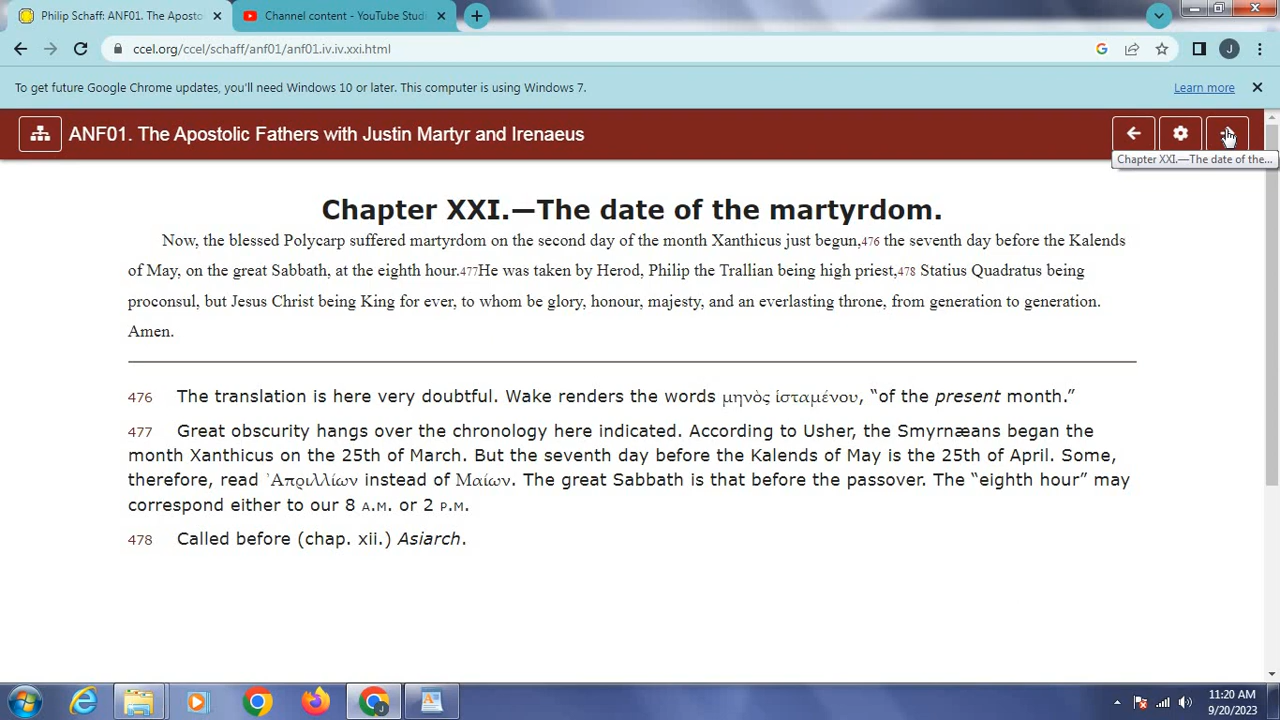 Philip Schaff: ANF01. The Aposto
Channel content - YouTube Studi
ccel.org/ccel/schaff/anf01/anf01.iv.iv.xxi.html
J
To get future Google Chrome updates, you'll need Windows 10 or later. This computer is using Windows 7.
Learn more
ANF01. The Apostolic Fathers with Justin Martyr and Irenaeus
Chapter XXI.—The date of the...
Chapter XXI.—The date of the martyrdom.
Now, the blessed Polycarp suffered martyrdom on the second day of the month Xanthicus just begun,476 the seventh day before the Kalends
of May, on the great Sabbath, at the eighth hour.477He was taken by Herod, Philip the Trallian being high priest,478 Statius Quadratus being
proconsul, but Jesus Christ being King for ever, to whom be glory, honour, majesty, and an everlasting throne, from generation to generation.
Amen.
476 The translation is here very doubtful. Wake renders the words μηνὸς ἱσταμένου, “of the present month.”
477 Great obscurity hangs over the chronology here indicated. According to Usher, the Smyrnæans began the
month Xanthicus on the 25th of March. But the seventh day before the Kalends of May is the 25th of April. Some,
therefore, read ᾿Απριλλίων instead of Μαίων. The great Sabbath is that before the passover. The “eighth hour” may
correspond either to our 8 A.M. or 2 P.M.
478 Called before (chap. xii.) Asiarch.
11:20 AM
9/20/2023